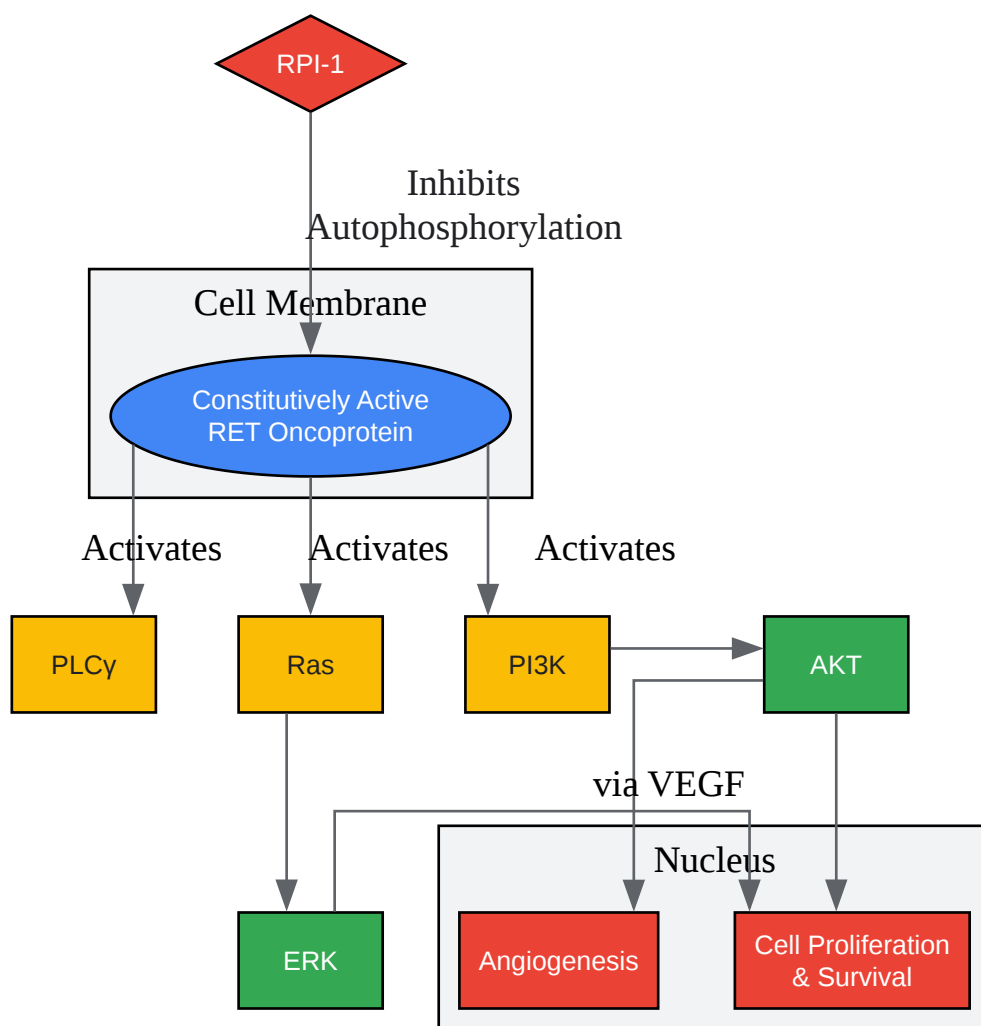 RPI-1
Inhibits
Autophosphorylation
Cell Membrane
Constitutively Active
RET Oncoprotein
Activates
Activates
Activates
PLCγ
Ras
PI3K
AKT
via VEGF
Nucleus
ERK
Angiogenesis
Cell Proliferation
& Survival